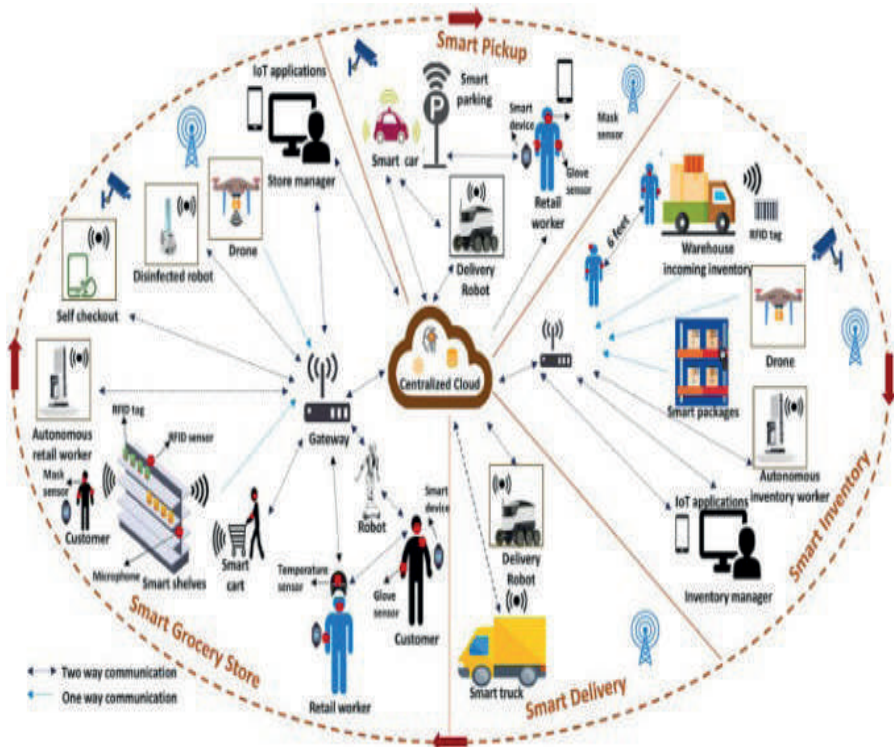 Smart Pickup
IoT applications
Store manager
Smart car
Smart
parking
P
Smart
device
Mask
sensor
Glove
sensor
Retail
worker
Delivery
Robot
6 feet
Warehouse
incoming inventory
RFID tag
Drone
Disinfected robot
Self checkout
Autonomous
retail worker
RFID tag
RFID sensor
Mask
sensor
Customer
Microphone
Smart shelves
Smart
cart
Gateway
Centralized Cloud
Robot
Temperature
sensor
Glove
sensor
Smart
device
Customer
Retail worker
Smart Grocery Store
Delivery
Robot
Smart truck
Smart Delivery
Drone
Smart packages
Autonomous
inventory worker
IoT applications
Inventory manager
Smart Inventory
Two way communication
One way communication